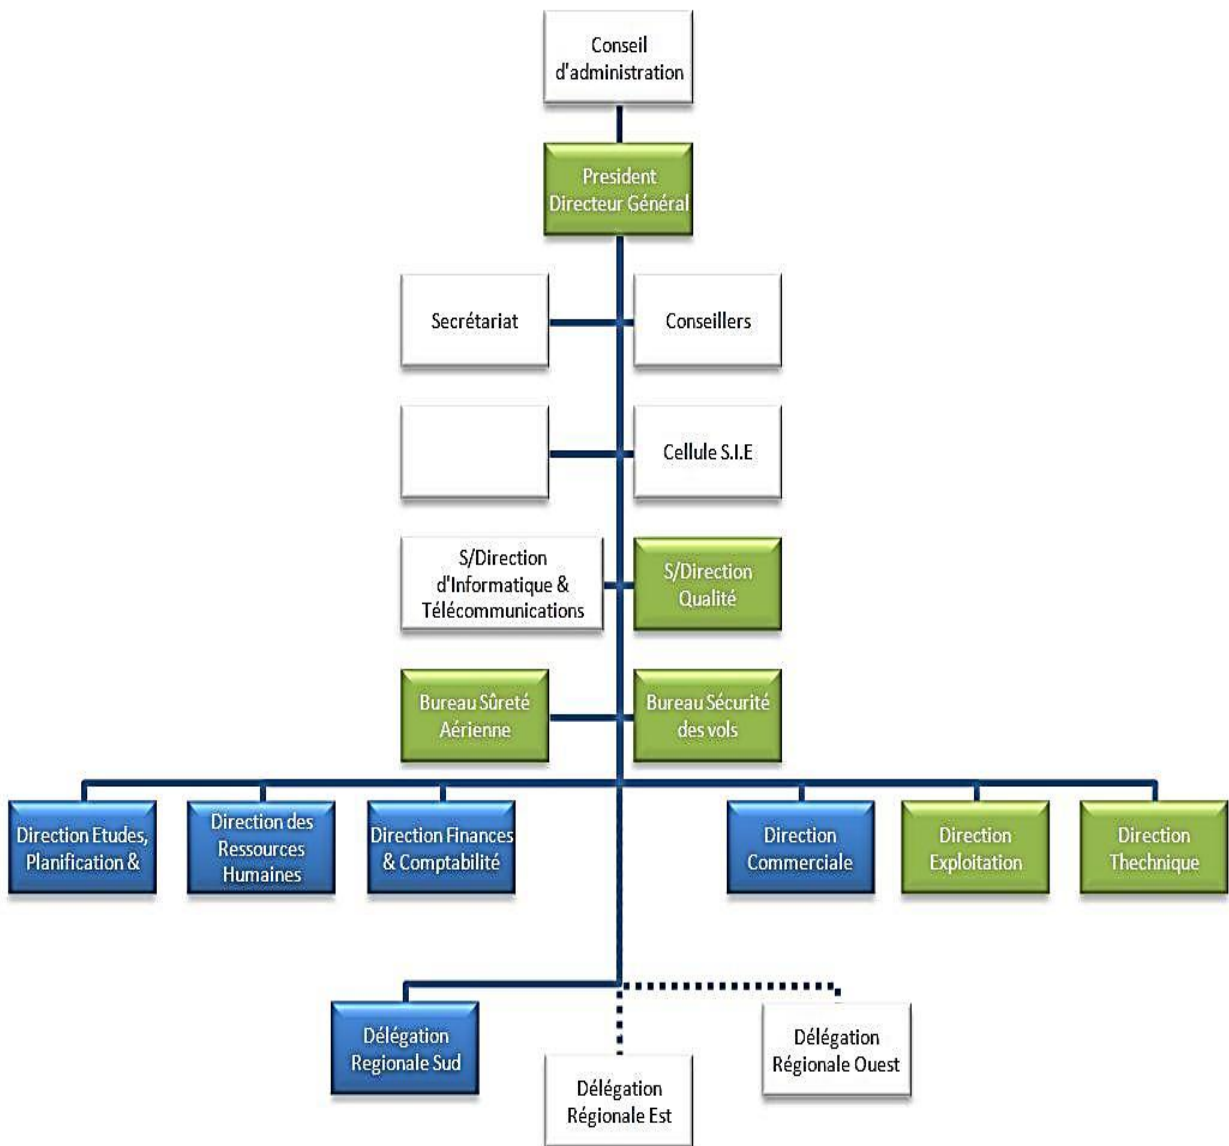 Conseil
d'administration
President
Directeur Général
Secrétariat
Conseillers
Cellule S.I.E
S/Direction
d'Informatique &
Télécommunications
S/Direction
Qualité
Bureau Sûreté
Aérienne
Bureau Sécurité
des vols
Direction Etudes,
Planification &
Direction des
Ressources
Humaines
Direction Finances
& Comptabilité
Direction
Commerciale
Direction
Exploitation
Direction
Thechnique
Délégation
Regionale Sud
Délégation
Régionale Est
Délégation
Régionale Ouest